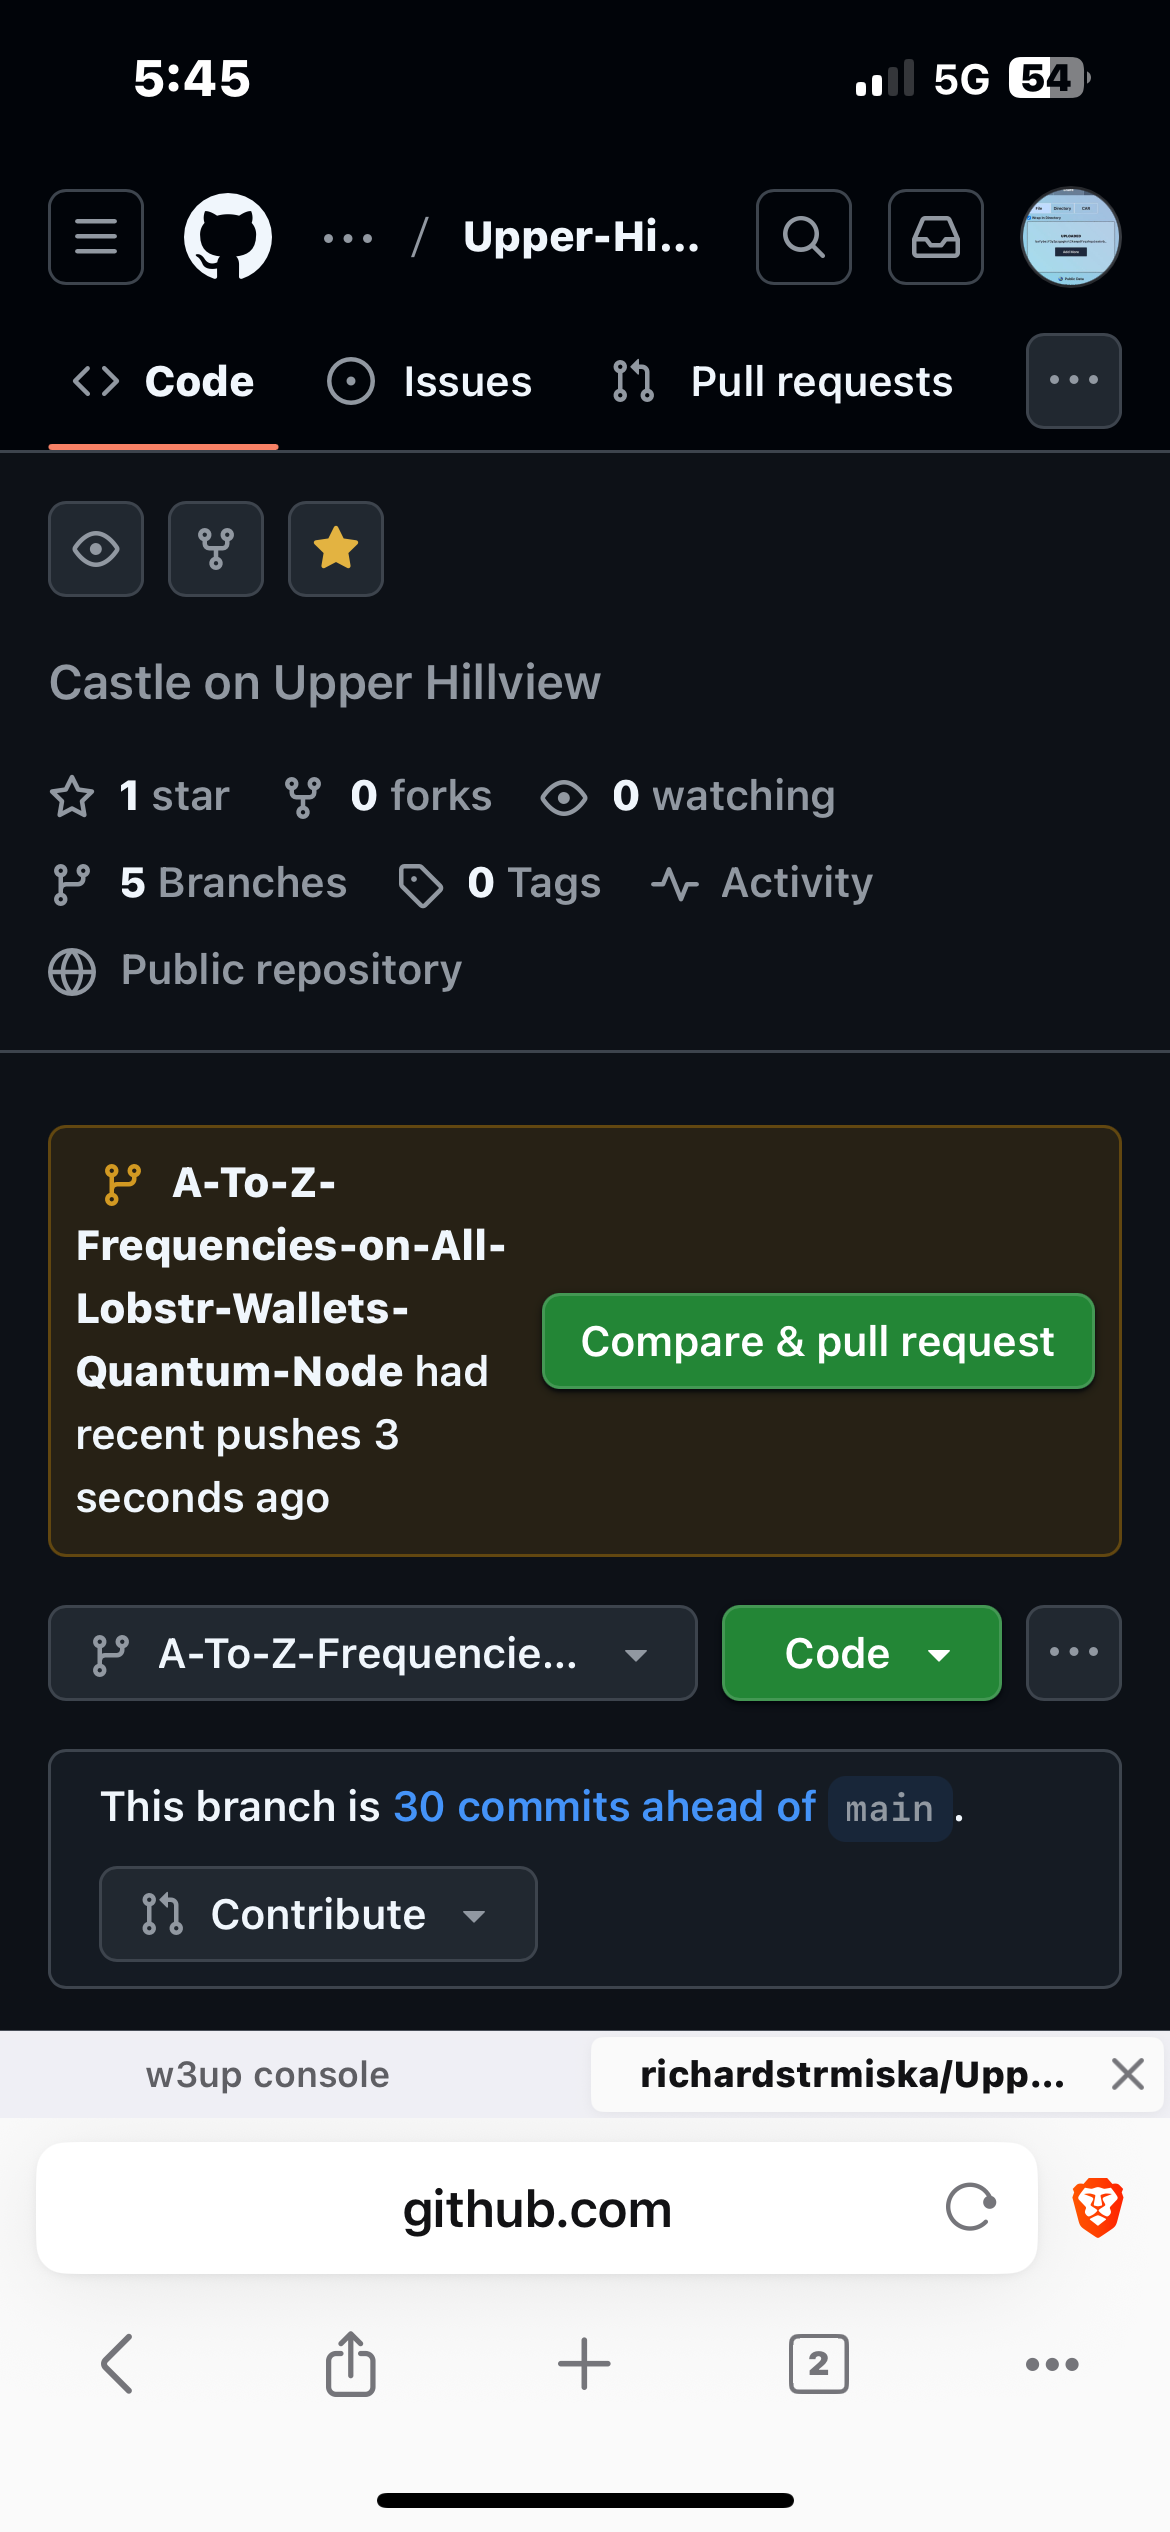 5:45
5G 54
/ Upper-Hi...
Code Issues Pull requests
Castle on Upper Hillview
1 star 0 forks 0 watching
5 Branches 0 Tags Activity
Public repository
A-To-Z-
Frequencies-on-All-
Lobstr-Wallets-
Quantum-Node had
recent pushes 3
seconds ago
Compare & pull request
A-To-Z-Frequencie...
Code
This branch is 30 commits ahead of main .
Contribute
w3up console
richardstrmiska/Upp...
github.com
2